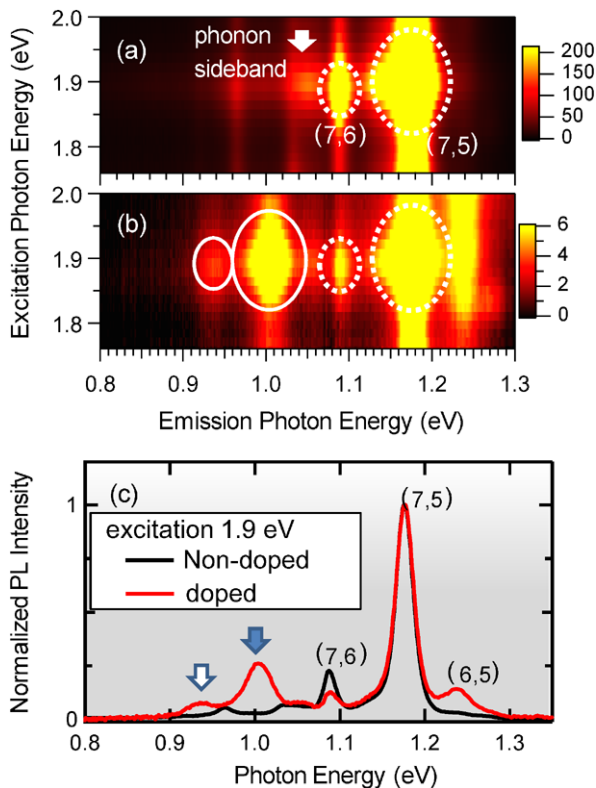 2.0
(a)
phonon
sideband
1.9
(7,6)
(7,5)
1.8
200
150
100
50
0
Excitation Photon Energy (eV)
2.0
(b)
1.9
1.8
6
4
2
0
0.8 0.9 1.0 1.1 1.2 1.3
Emission Photon Energy (eV)
(c)
(7,5)
1
excitation 1.9 eV
Non-doped
doped
(7,6)
(6,5)
0
Normalized PL Intensity
0.8 0.9 1.0 1.1 1.2 1.3
Photon Energy (eV)